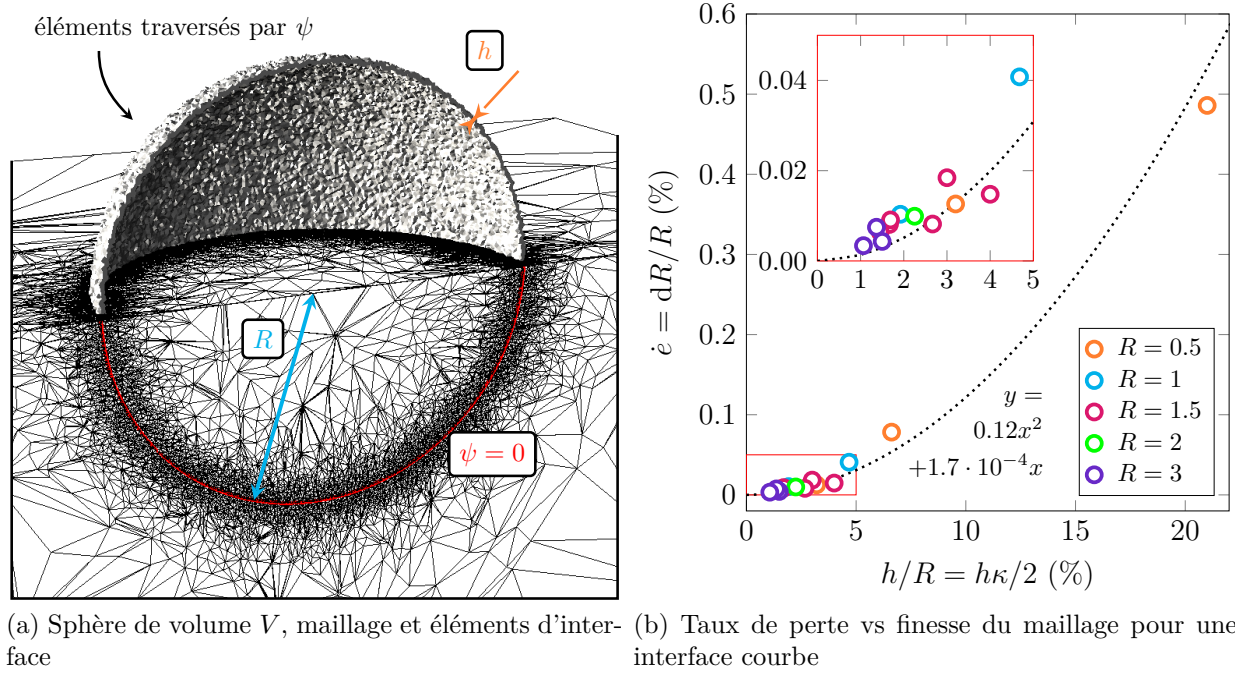 éléments traversés par ψ
h
R
ψ = 0
(a) Sphère de volume V, maillage et éléments d'inter-
face
ė = dR/R (%)
0.6
0.5
0.4
0.3
0.2
0.1
0
0.04
0.02
0.00
0 1 2 3 4 5
y =
0.12x²
+1.7 · 10⁻⁴x
R = 0.5
R = 1
R = 1.5
R = 2
R = 3
0 5 10 15 20
h/R = hκ/2 (%)
(b) Taux de perte vs finesse du maillage pour une
interface courbe